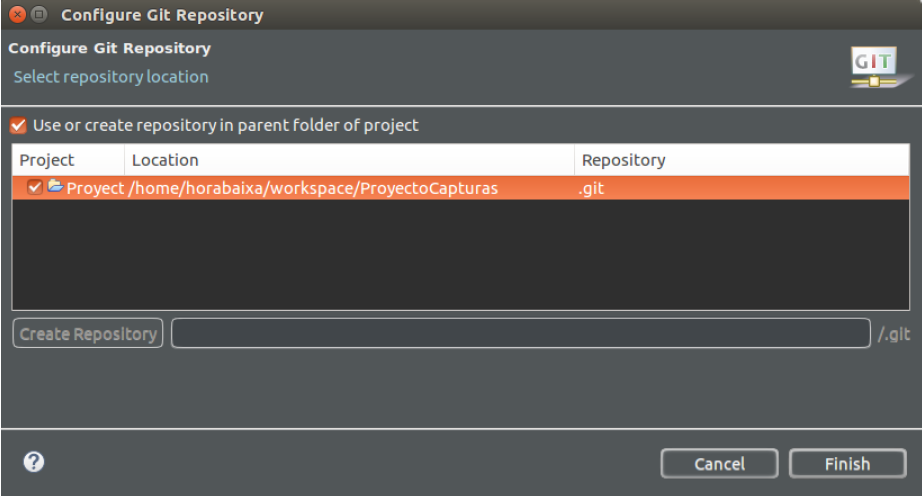 Configure Git Repository
Configure Git Repository
Select repository location
GIT
Use or create repository in parent folder of project
Project Location Repository
Proyect /home/horabaixa/workspace/ProyectoCapturas .git
Create Repository /.git
? Cancel Finish